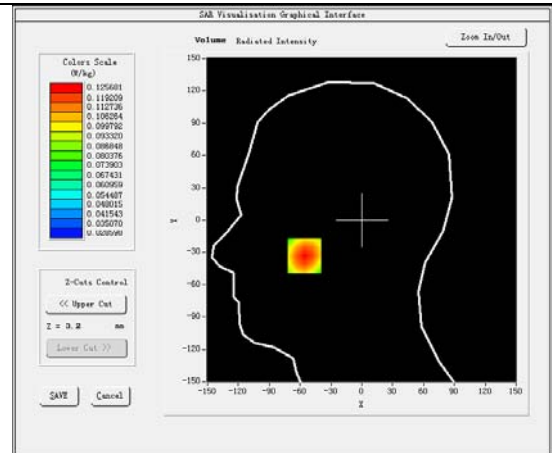 SAR Visualisation Graphical Interface
Volume Radiated Intensity
Zoom In/Out
Colors Scale
(W/kg)
0.125681
0.119209
0.112736
0.106264
0.099792
0.093320
0.086848
0.080376
0.073903
0.067431
0.060959
0.054487
0.048015
0.041543
0.035070
Z-Cuts Control
<< Upper Cut
Z = 3.2 mm
Lower Cut >>
SAVE Cancel
150
120
90
60
30
Y 0
-30
-60
-90
-120
-150
-150 -120 -90 -60 -30 0 30 60 90 120 150
X